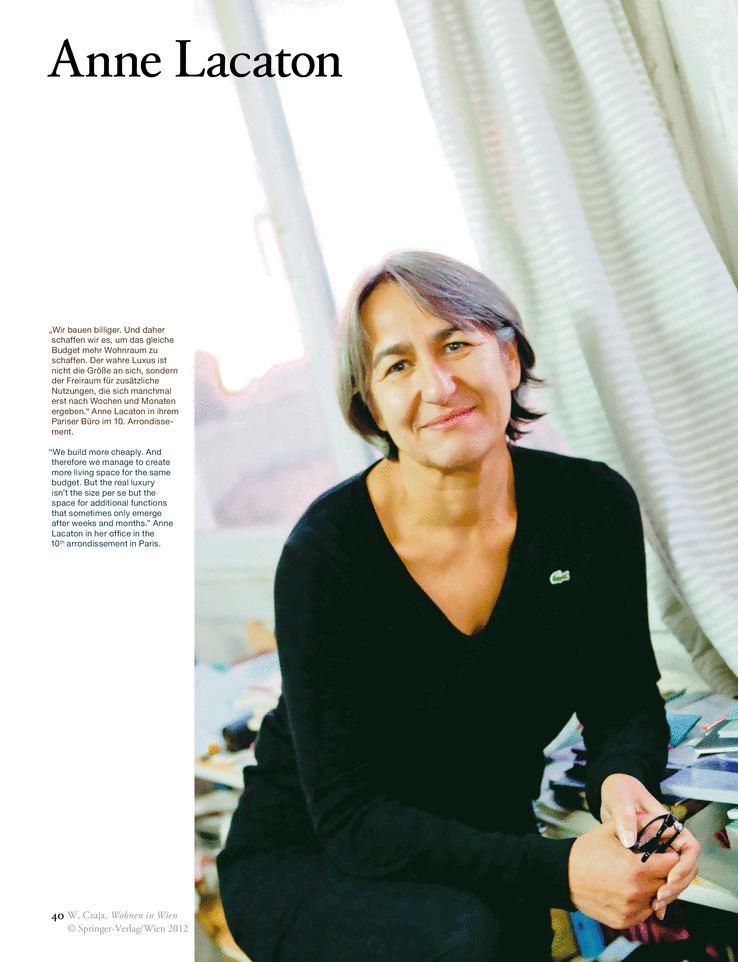 Anne Lacaton
„Wir bauen billiger. Und daher
schaffen wir es, um das gleiche
Budget mehr Wohnraum zu
schaffen. Der wahre Luxus ist
nicht die Größe an sich, sondern
der Freiraum für zusätzliche
Nutzungen, die sich manchmal
erst nach Wochen und Monaten
ergeben.“ Anne Lacaton in ihrem
Pariser Büro im 10. Arrondisse-
ment.
“We build more cheaply. And
therefore we manage to create
more living space for the same
budget. But the real luxury
isn’t the size per se but the
space for additional functions
that sometimes only emerge
after weeks and months.” Anne
Lacaton in her office in the
10th arrondissement in Paris.
40 W. Czaja, Wohnen in Wien
© Springer-Verlag/Wien 2012